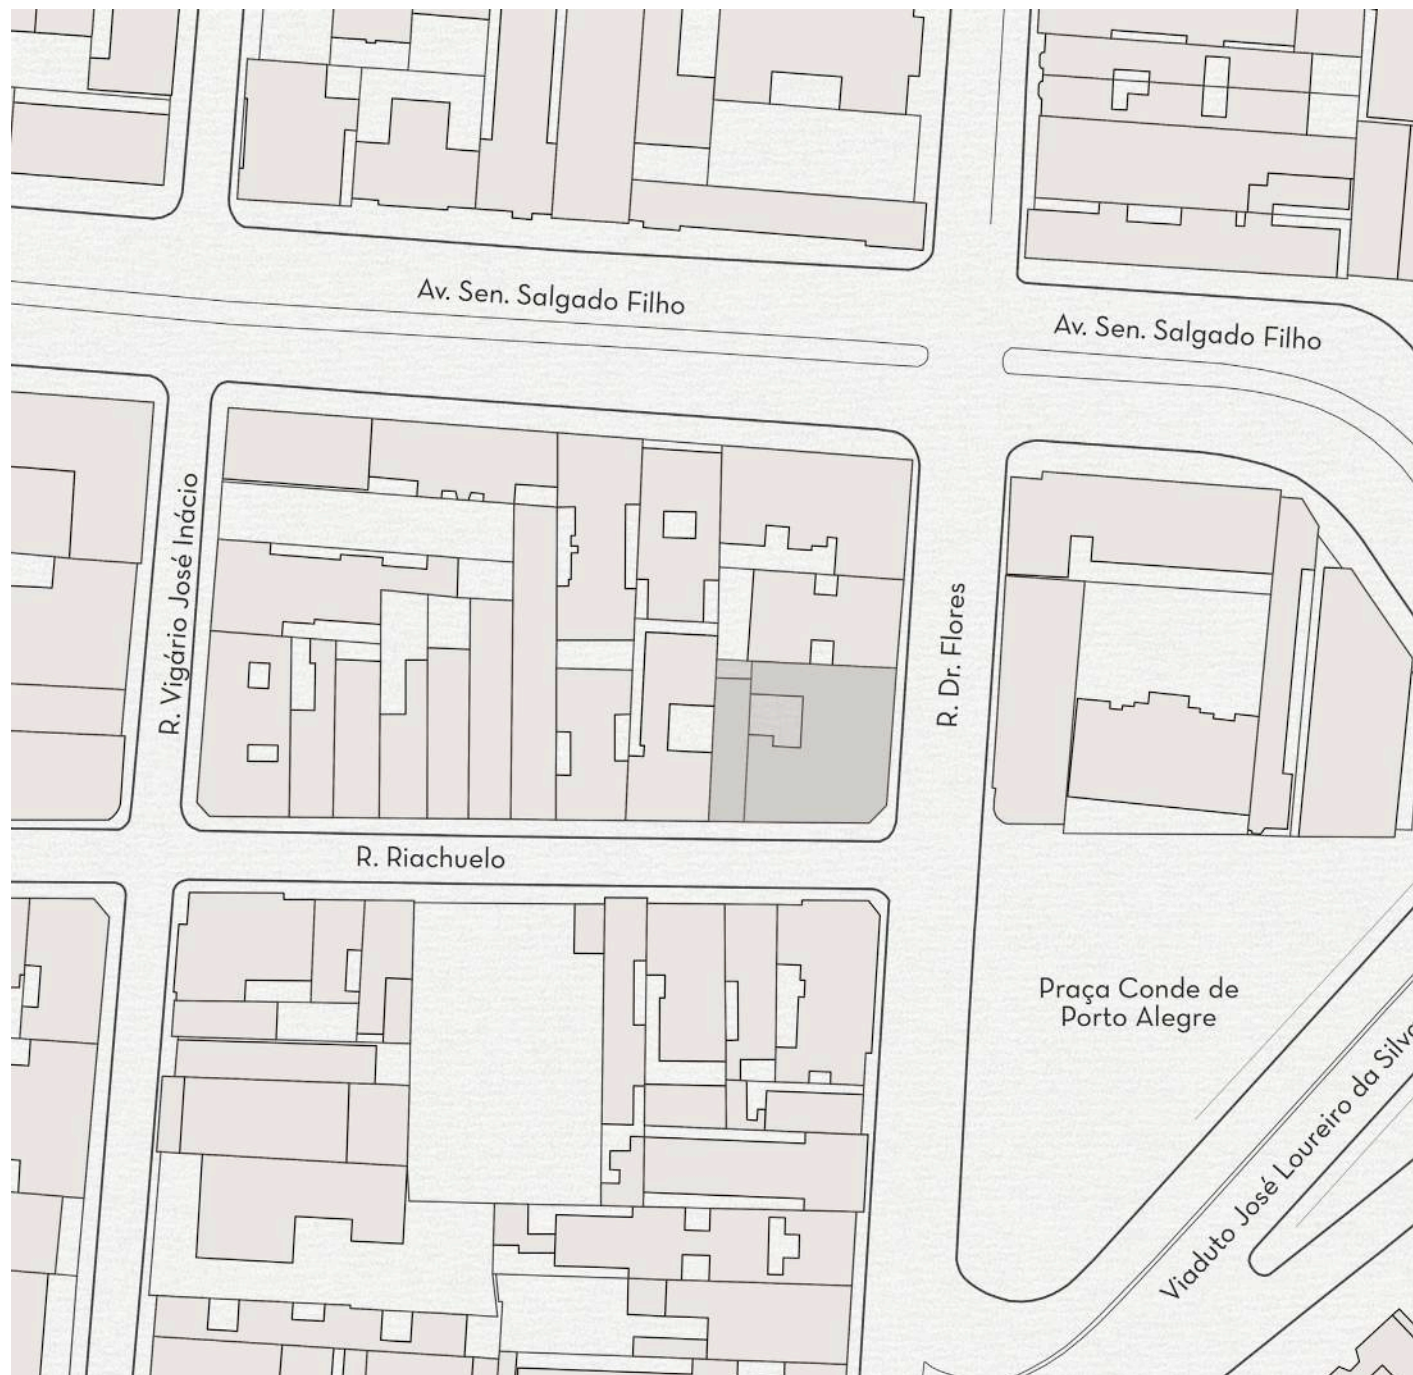 Av. Sen. Salgado Filho
Av. Sen. Salgado Filho
R. Vigário José Inácio
R. Dr. Flores
R. Riachuelo
Praça Conde de
Porto Alegre
Viaduto José Loureiro da Silva